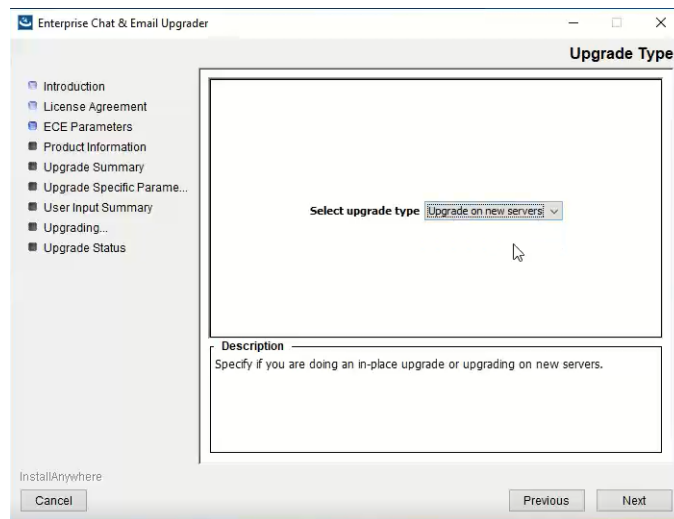 Enterprise Chat & Email Upgrader
Upgrade Type
Introduction
License Agreement
ECE Parameters
Product Information
Upgrade Summary
Upgrade Specific Parame...
User Input Summary
Upgrading...
Upgrade Status
Select upgrade type Upgrade on new servers
Description
Specify if you are doing an in-place upgrade or upgrading on new servers.
InstallAnywhere
Cancel Previous Next